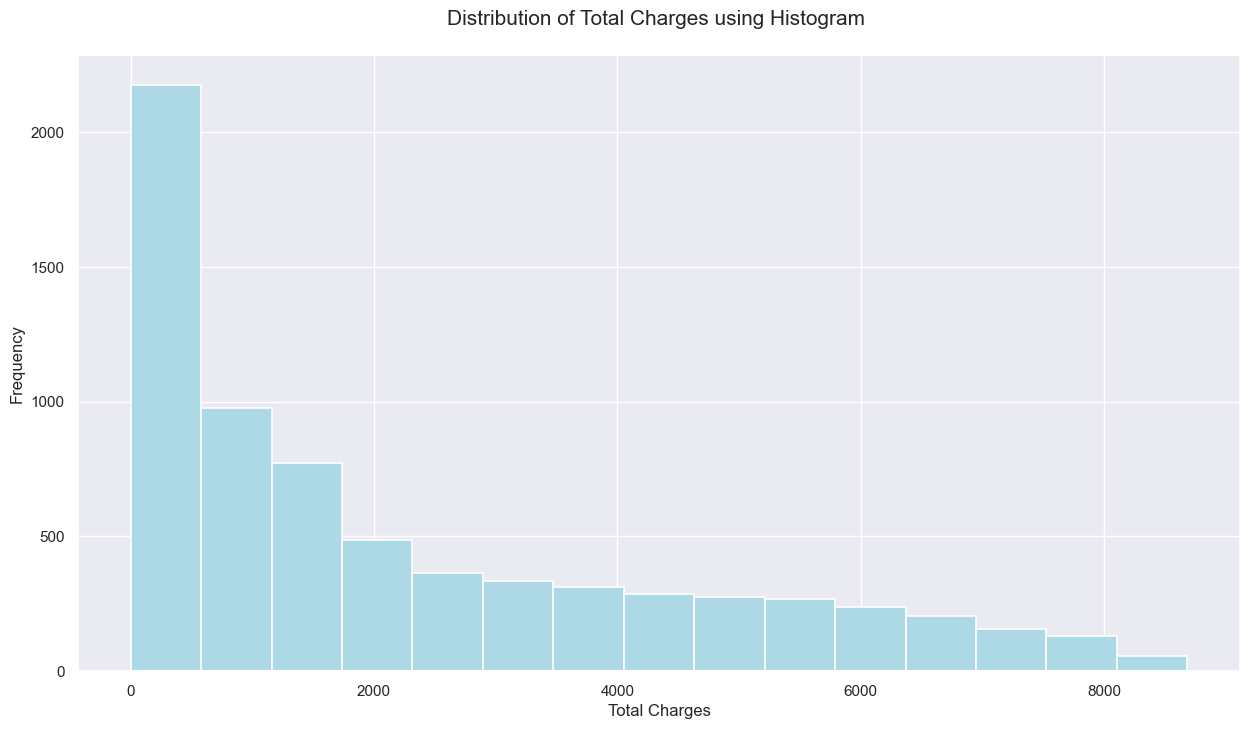 Distribution of Total Charges using Histogram
Frequency
2000
1500
1000
500
0
0 2000 4000 6000 8000
Total Charges